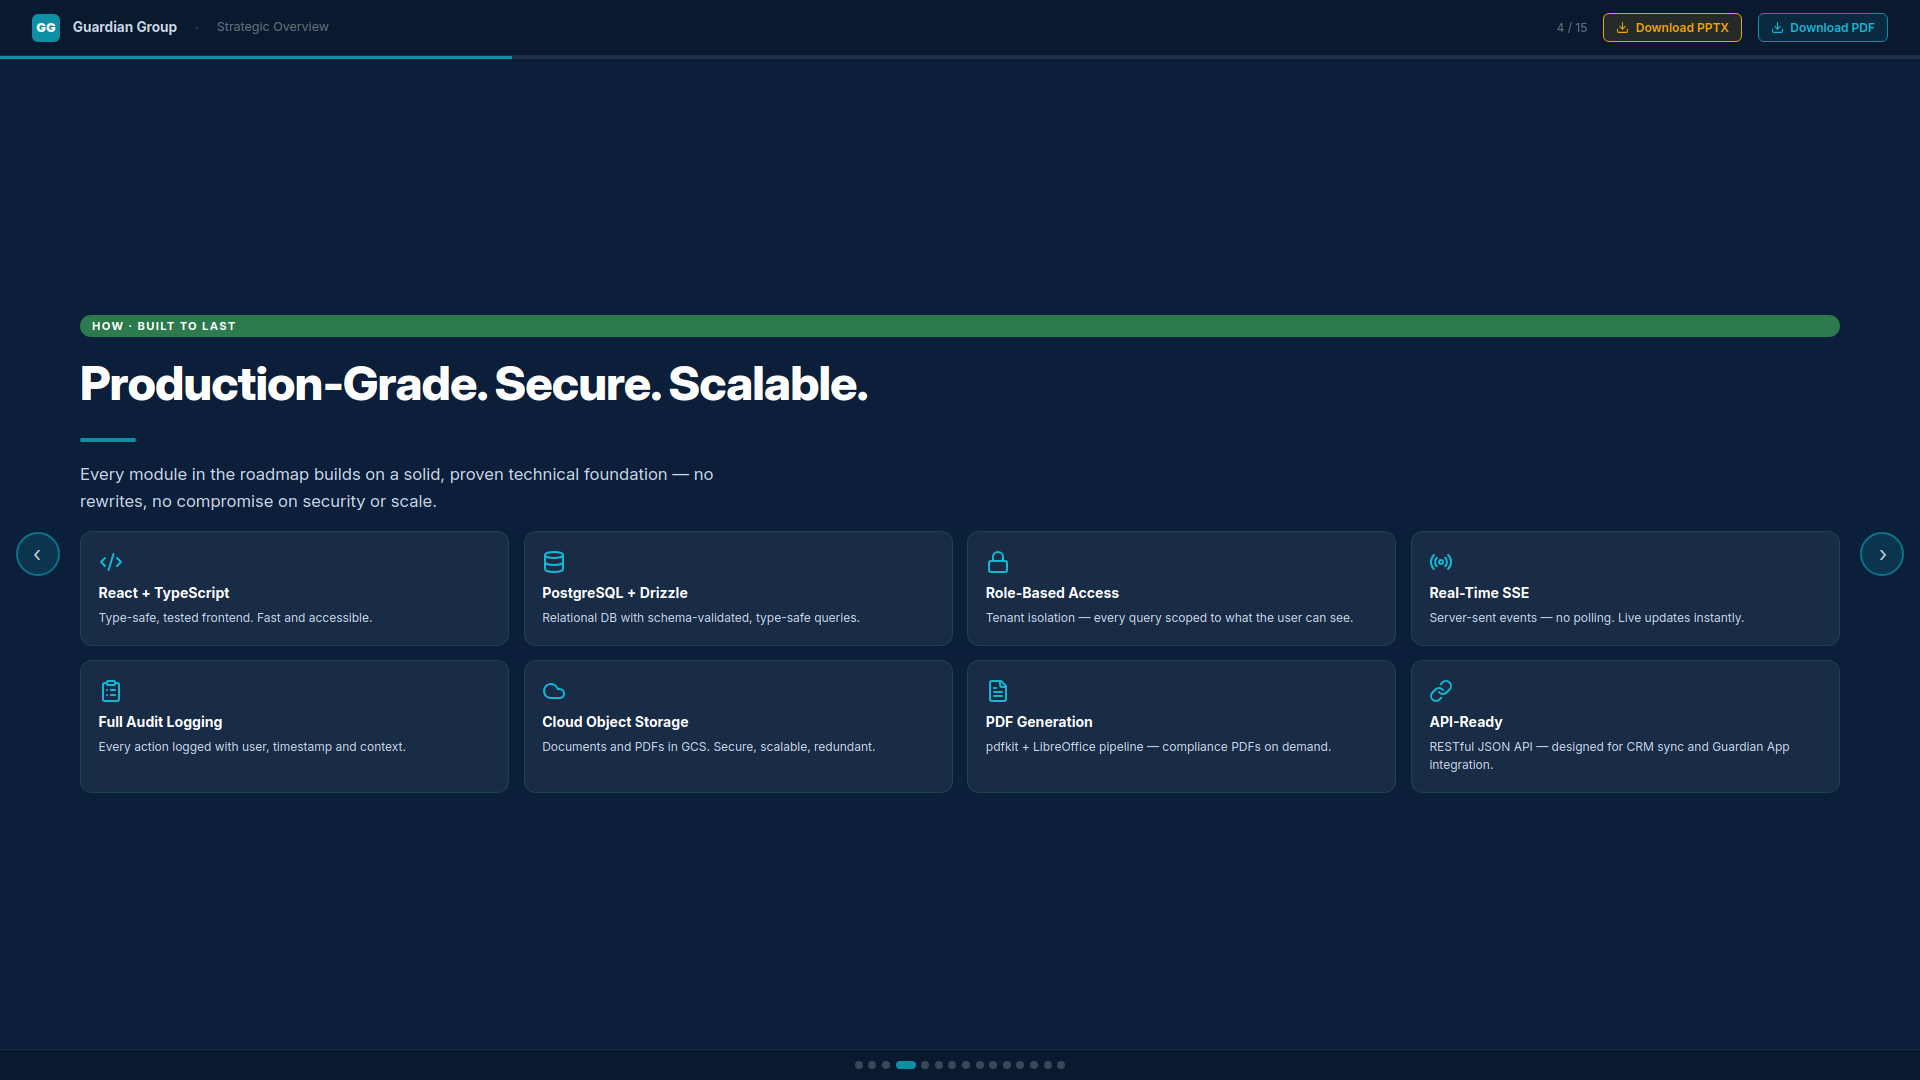 GG Guardian Group · Strategic Overview
4 / 15 Download PPTX Download PDF
HOW · BUILT TO LAST
Production-Grade. Secure. Scalable.
Every module in the roadmap builds on a solid, proven technical foundation — no
rewrites, no compromise on security or scale.
React + TypeScript
Type-safe, tested frontend. Fast and accessible.
PostgreSQL + Drizzle
Relational DB with schema-validated, type-safe queries.
Role-Based Access
Tenant isolation — every query scoped to what the user can see.
Real-Time SSE
Server-sent events — no polling. Live updates instantly.
Full Audit Logging
Every action logged with user, timestamp and context.
Cloud Object Storage
Documents and PDFs in GCS. Secure, scalable, redundant.
PDF Generation
pdfkit + LibreOffice pipeline — compliance PDFs on demand.
API-Ready
RESTful JSON API — designed for CRM sync and Guardian App
integration.